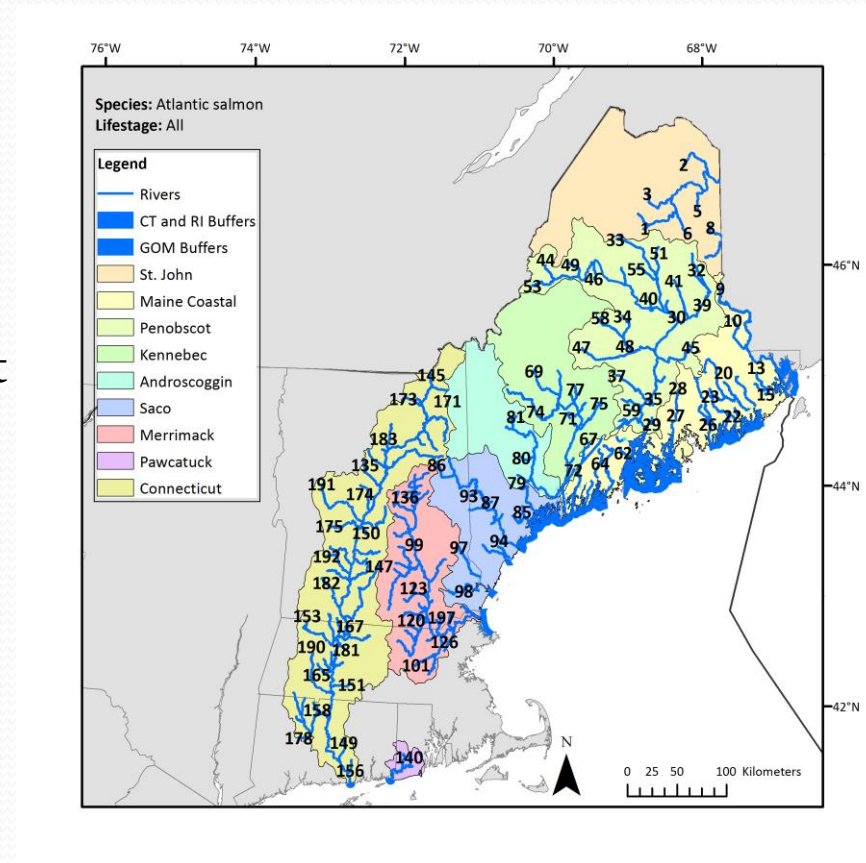 76°W 74°W 72°W 70°W 68°W
Species: Atlantic salmon
Lifestage: All
Legend
Rivers
CT and RI Buffers
GOM Buffers
St. John
Maine Coastal
Penobscot
Kennebec
Androscoggin
Saco
Merrimack
Pawcatuck
Connecticut
2
3
5
1 6 8
33
51
44 49 55 32
46°N
53 46 41 9
40 39
58 34 30 10
47 48 45
69 37 20 13
145 77 28
173 171 35 23 15
81 74 71 75 59 27 22
29 26
183 67
135 86 80 62
191 72 64
174 136 93 87 79
44°N
175 150 85
192 99 97 94
147
182 123 98
153 167 120 197
190 181 126
165 101
151
42°N
158
178 149
156 140
N
0 25 50 100 Kilometers
t